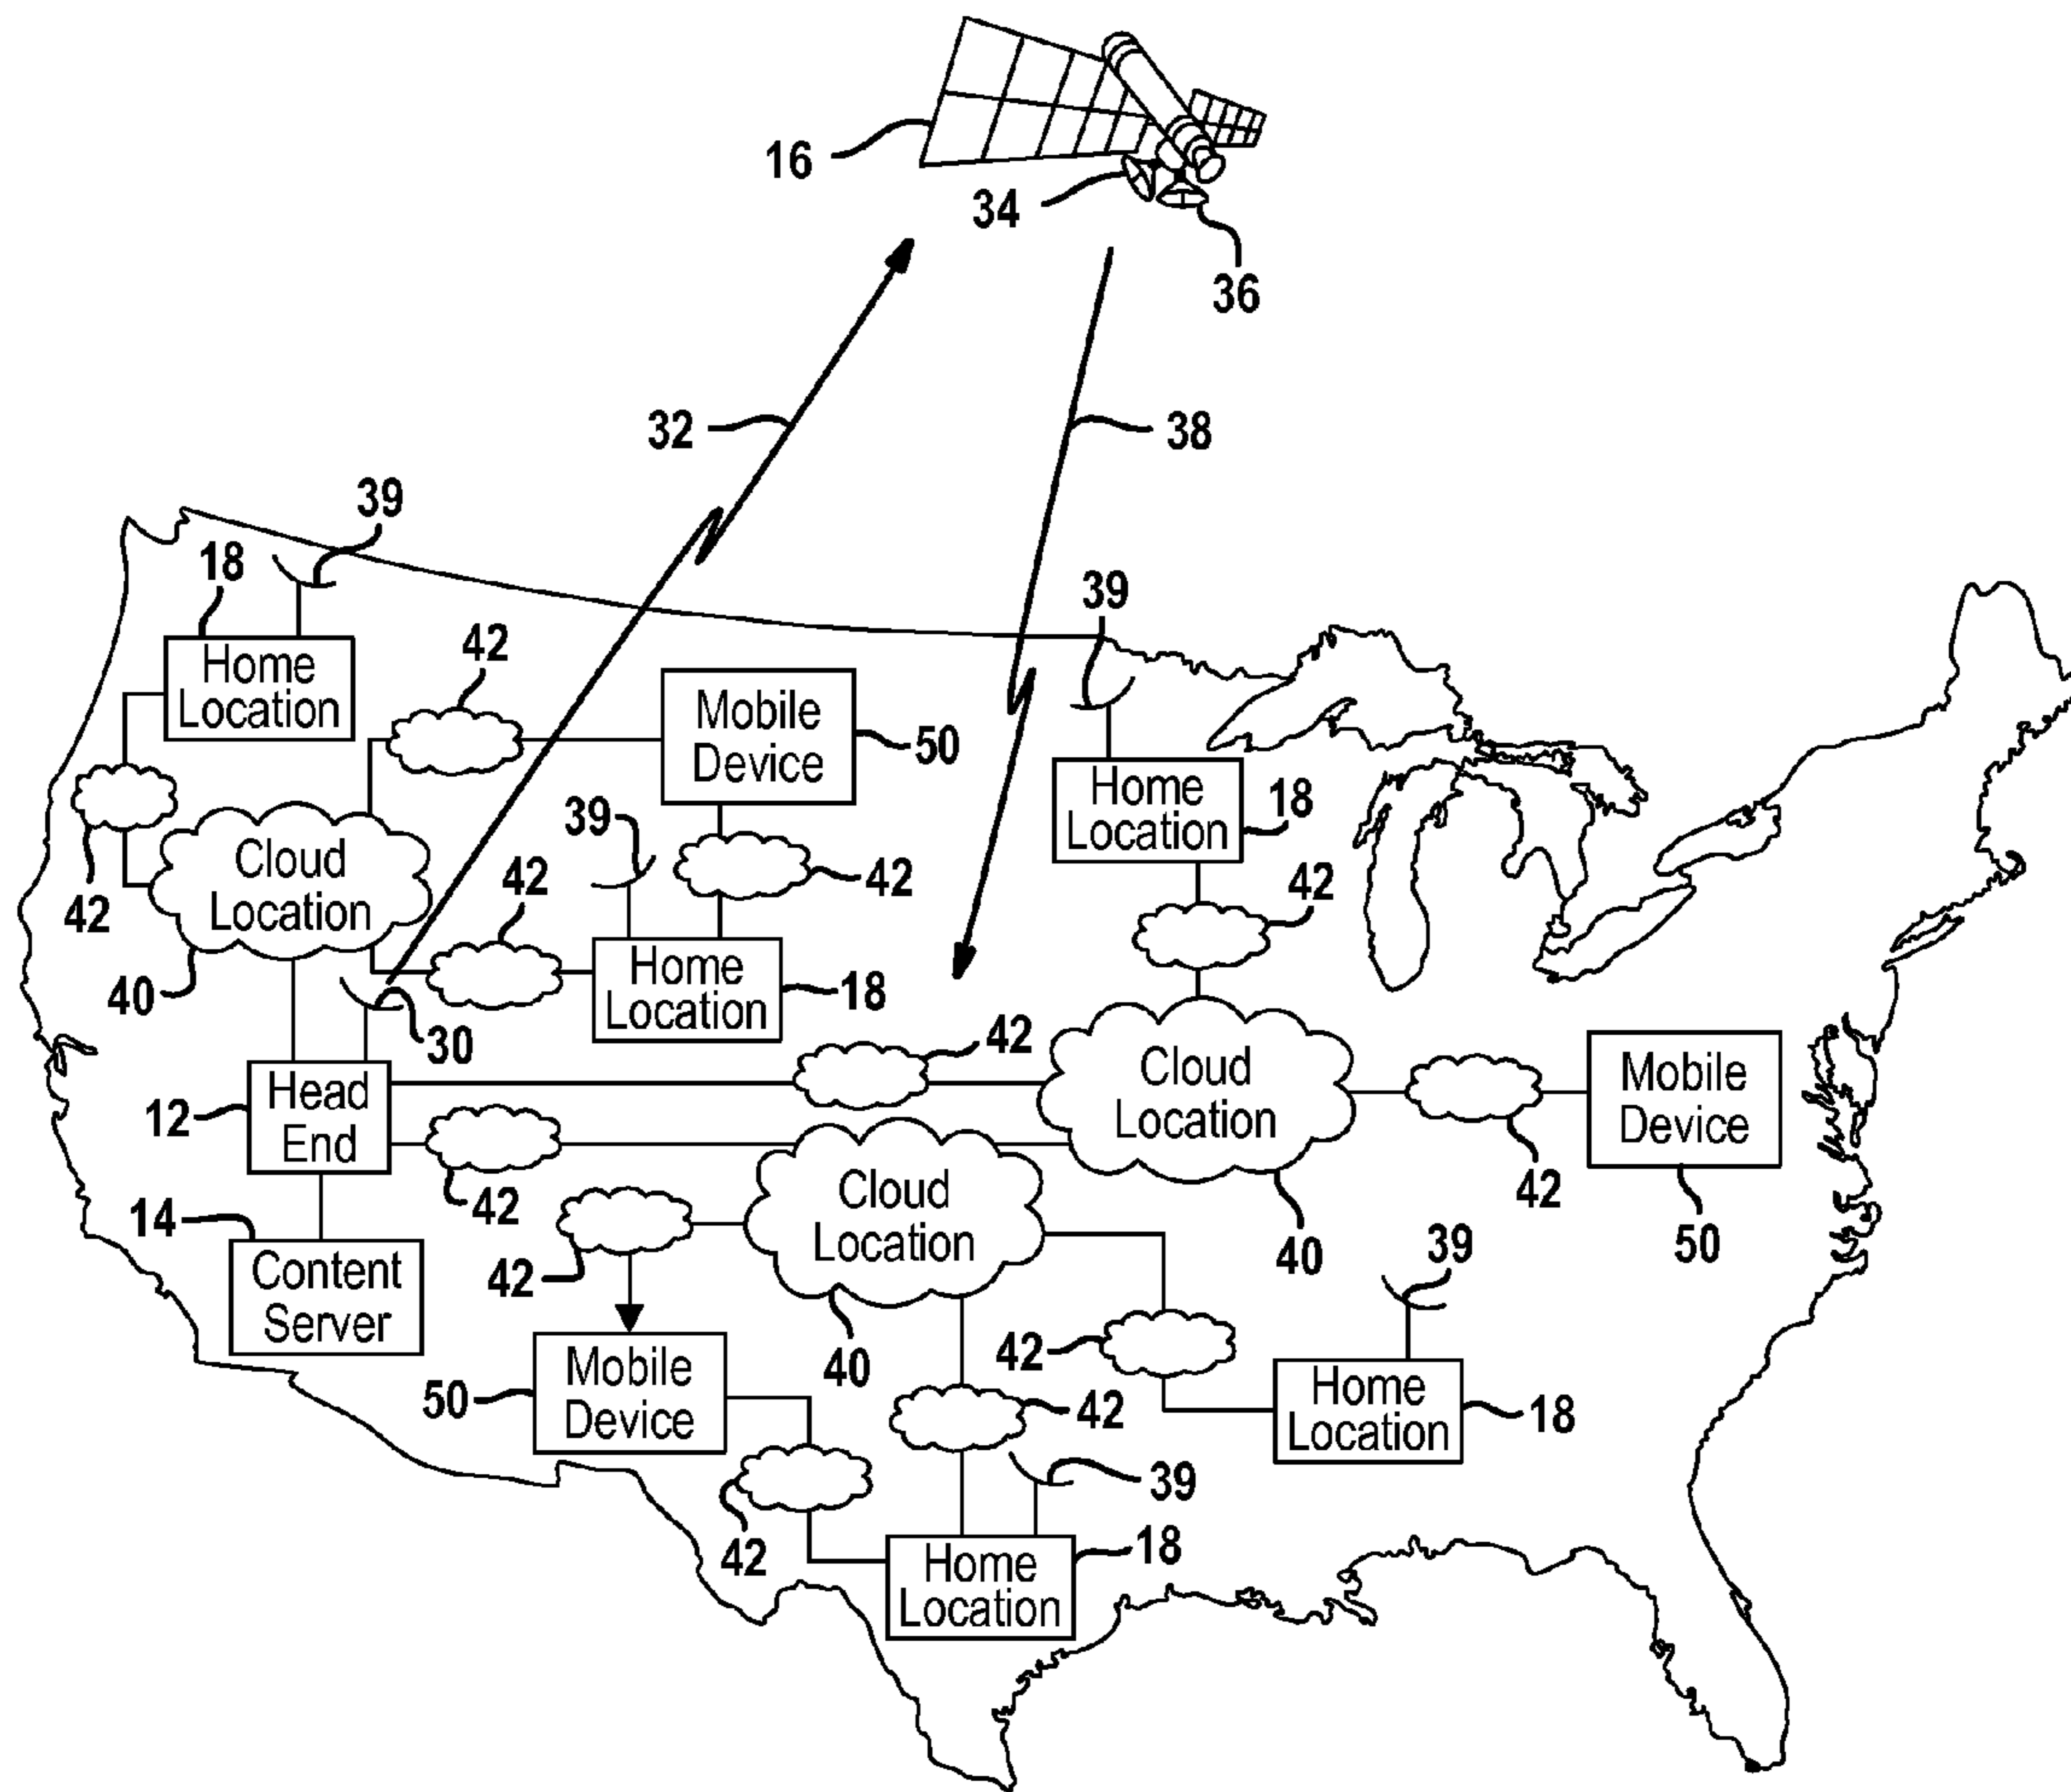 16
34
36
32
38
39
18
Home
Location
42
Mobile
Device
50
39
Home
Location
18
42
Cloud
Location
40
39
42
42
Home
Location
18
42
30
Head
End
12
42
42
Cloud
Location
40
42
Mobile
Device
50
14
Content
Server
42
Cloud
Location
40
Mobile
Device
50
42
42
39
Home
Location
18
42
39
Home
Location
18